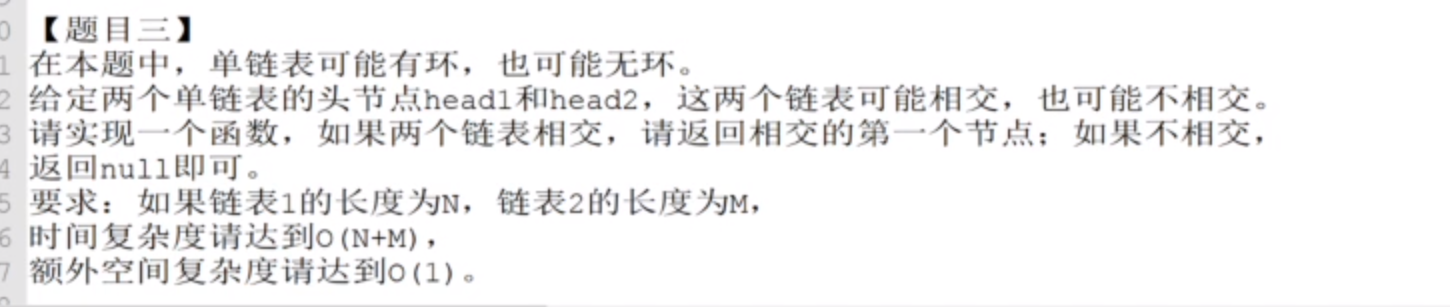 0 【题目三】
1 在本题中，单链表可能有环，也可能无环。
2 给定两个单链表的头节点head1和head2，这两个链表可能相交，也可能不相交。
3 请实现一个函数，如果两个链表相交，请返回相交的第一个节点；如果不相交，
4 返回null即可。
5 要求：如果链表1的长度为N，链表2的长度为M，
6 时间复杂度请达到O(N+M)，
7 额外空间复杂度请达到O(1)。